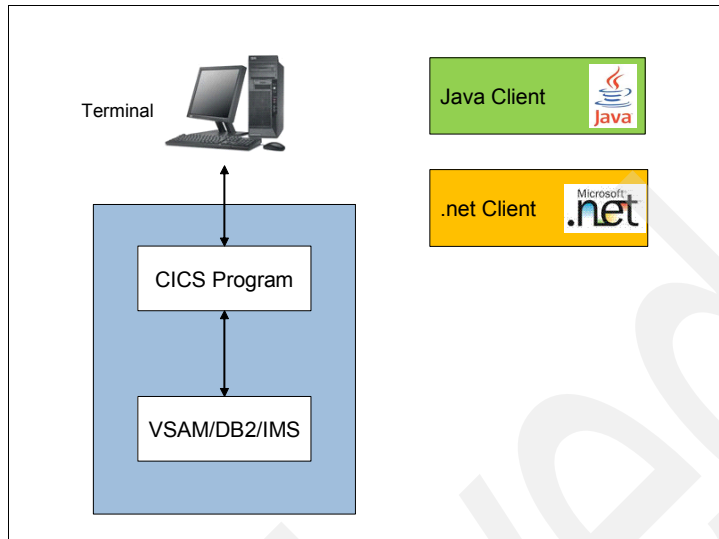 Terminal
Java Client
Java
.net Client
Microsoft
.net
CICS Program
VSAM/DB2/IMS